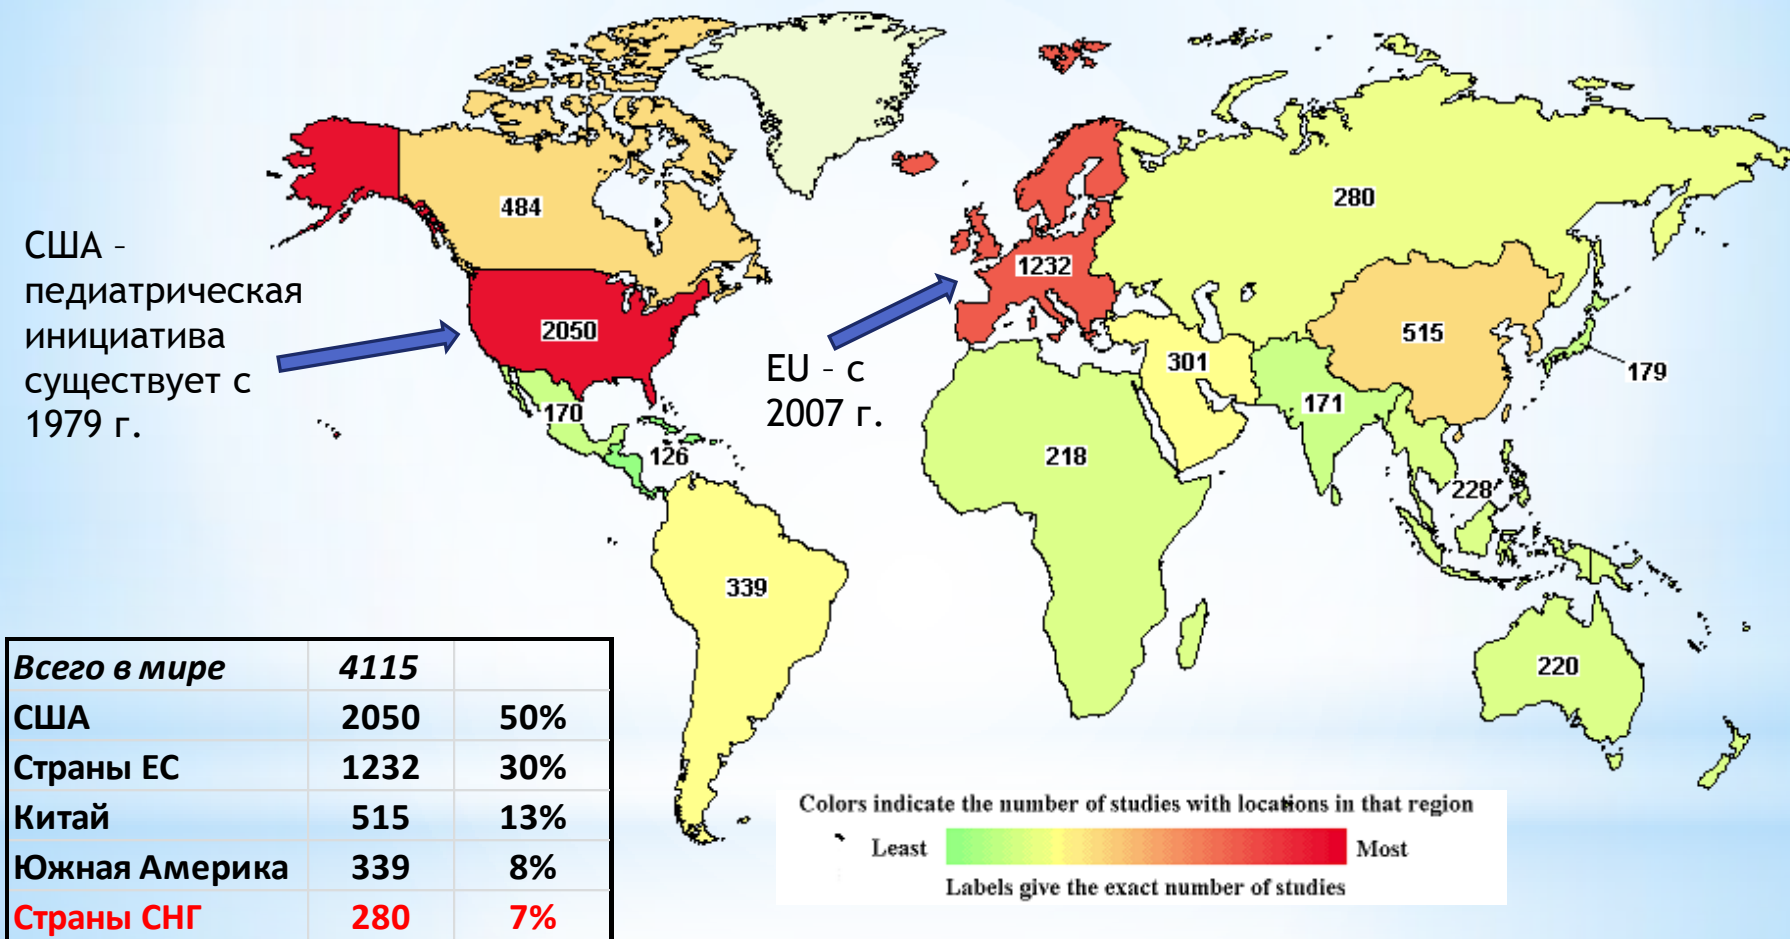 484
280
США -
педиатрическая
инициатива
существует с
1979 г.
1232
2050
515
301
179
EU - с
2007 г.
170
171
126
218
228
339
220
Всего в мире 4115
США 2050 50%
Страны ЕС 1232 30%
Китай 515 13%
Южная Америка 339 8%
Страны СНГ 280 7%
Colors indicate the number of studies with locations in that region
Least Most
Labels give the exact number of studies